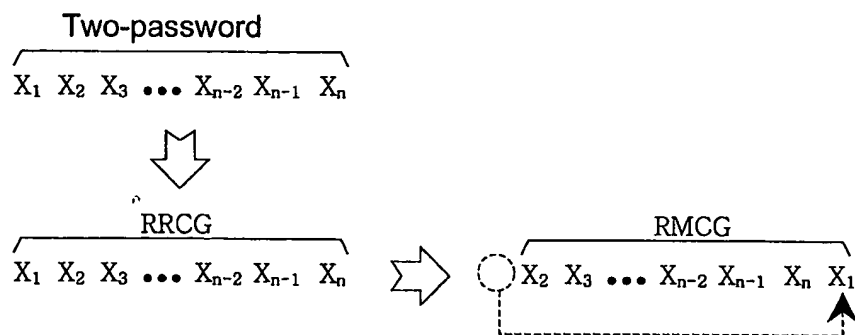 Two-password
X₁ X₂ X₃ ••• Xₙ₋₂ Xₙ₋₁ Xₙ
RRCG
X₁ X₂ X₃ ••• Xₙ₋₂ Xₙ₋₁ Xₙ
RMCG
X₂ X₃ ••• Xₙ₋₂ Xₙ₋₁ Xₙ X₁